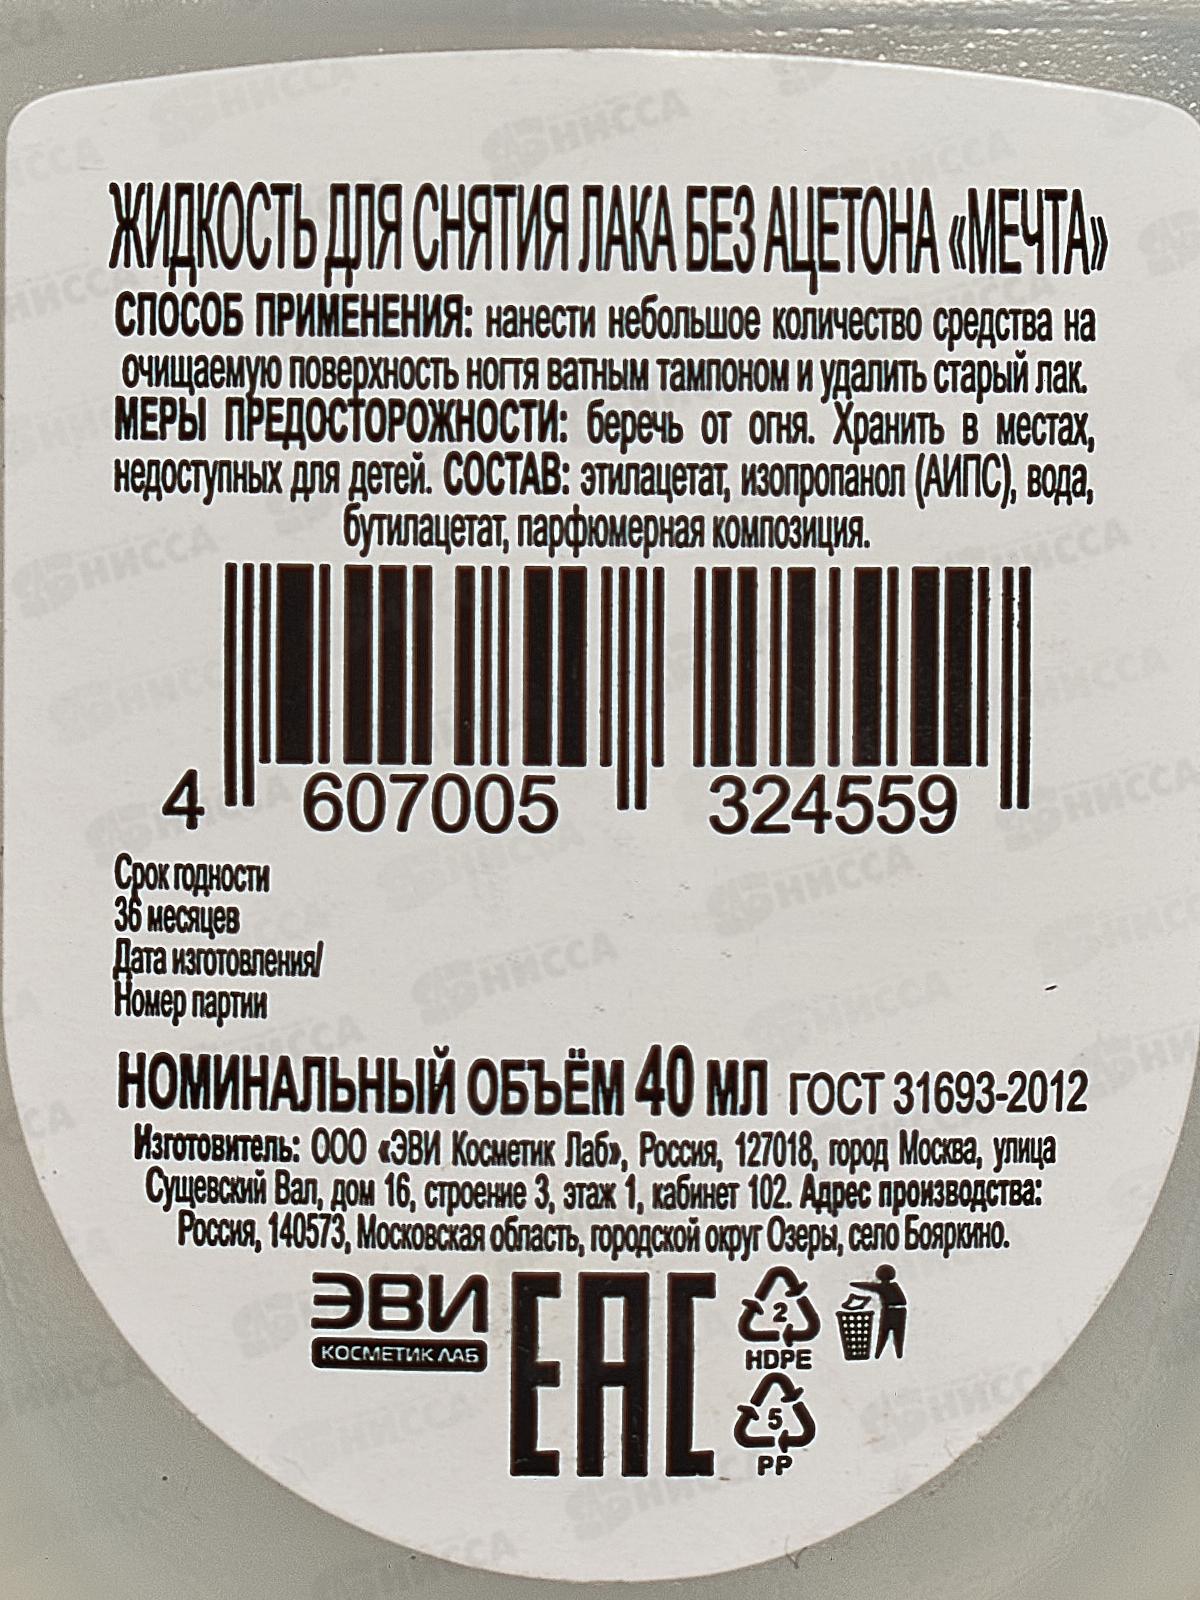 ЖИДКОСТЬ ДЛЯ СНЯТИЯ ЛАКА БЕЗ АЦЕТОНА «МЕЧТА»
СПОСОБ ПРИМЕНЕНИЯ: нанести небольшое количество средства на
очищаемую поверхность ногтя ватным тампоном и удалить старый лак.
МЕРЫ ПРЕДОСТОРОЖНОСТИ: беречь от огня. Хранить в местах,
недоступных для детей. СОСТАВ: этилацетат, изопропанол (АИПС), вода,
бутилацетат, парфюмерная композиция.
4 607005 324559
Срок годности
36 месяцев
Дата изготовления/
Номер партии
НОМИНАЛЬНЫЙ ОБЪЁМ 40 МЛ ГОСТ 31693-2012
Изготовитель: ООО «ЭВИ Косметик Лаб», Россия, 127018, город Москва, улица
Сущевский Вал, дом 16, строение 3, этаж 1, кабинет 102. Адрес производства:
Россия, 140573, Московская область, городской округ Озеры, село Бояркино.
ЭВИ
КОСМЕТИК ЛАБ
ЕАС
2
HDPE
5
PP
НИССА